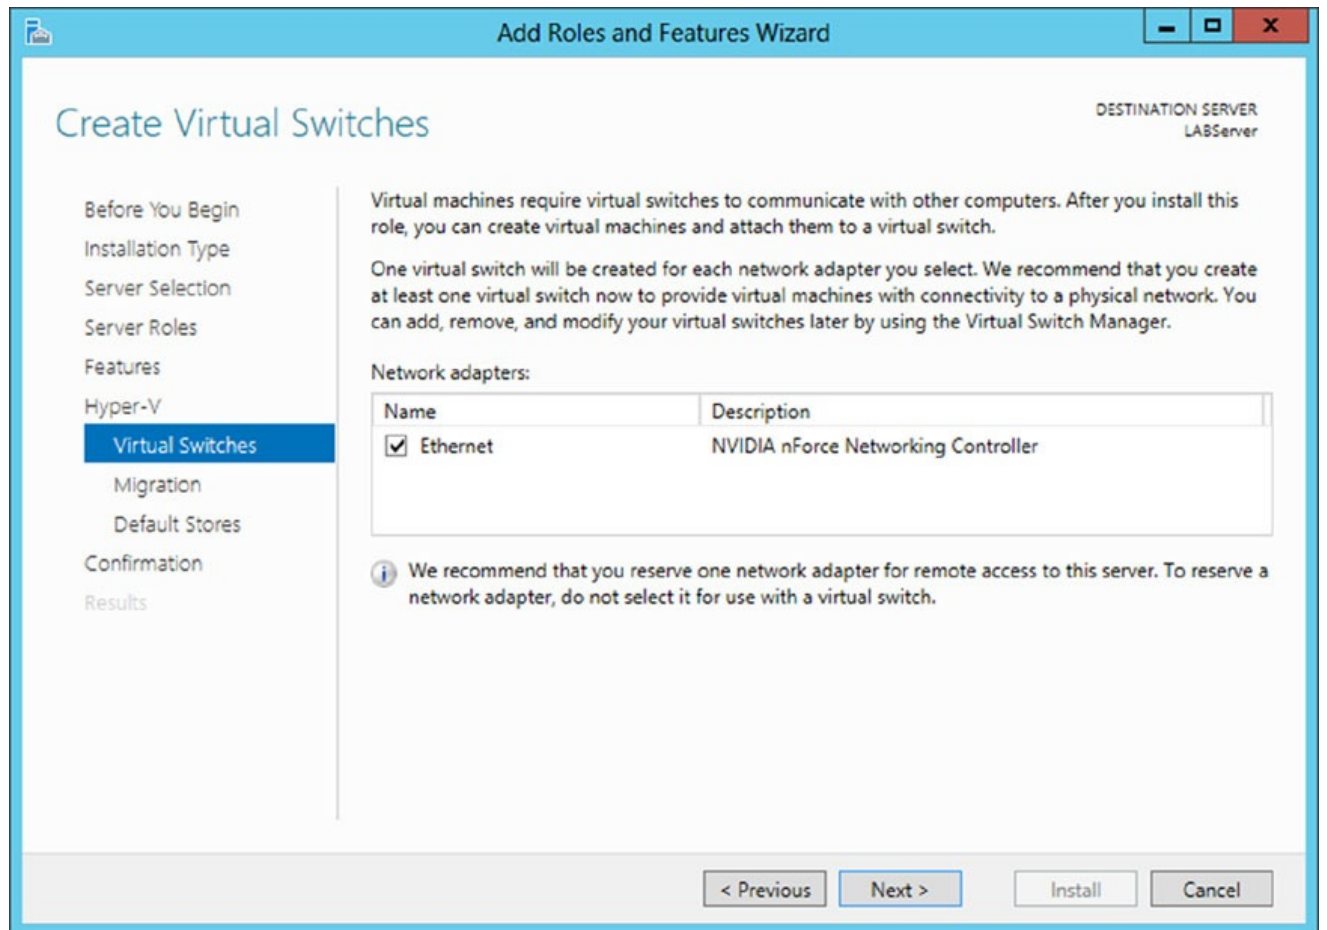 Add Roles and Features Wizard
Create Virtual Switches
DESTINATION SERVER
LABServer
Before You Begin
Installation Type
Server Selection
Server Roles
Features
Hyper-V
Virtual Switches
Migration
Default Stores
Confirmation
Results
Virtual machines require virtual switches to communicate with other computers. After you install this
role, you can create virtual machines and attach them to a virtual switch.
One virtual switch will be created for each network adapter you select. We recommend that you create
at least one virtual switch now to provide virtual machines with connectivity to a physical network. You
can add, remove, and modify your virtual switches later by using the Virtual Switch Manager.
Network adapters:
Name Description
Ethernet NVIDIA nForce Networking Controller
We recommend that you reserve one network adapter for remote access to this server. To reserve a
network adapter, do not select it for use with a virtual switch.
< Previous Next > Install Cancel